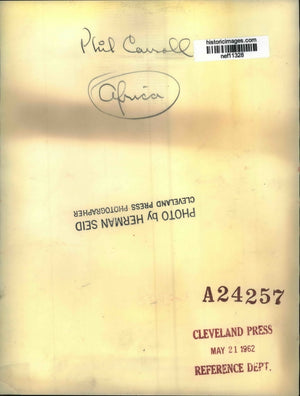 historicimages.com
nef11328
Phil Carroll
Africa
PHOTO by HERMAN SEID
CLEVELAND PRESS PHOTOGRAPHER
A24257
CLEVELAND PRESS
MAY 21 1962
REFERENCE DEPT.